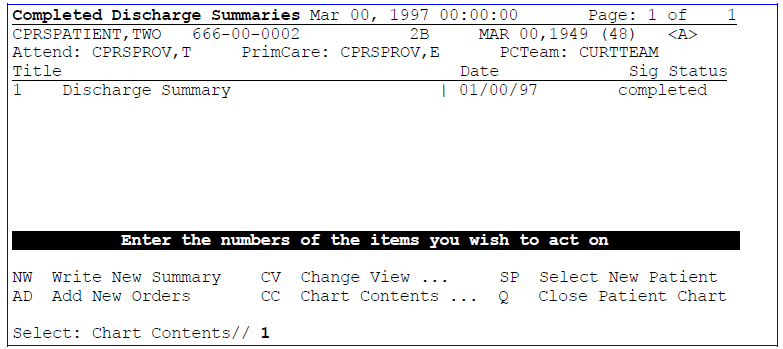 Completed Discharge Summaries Mar 00, 1997 00:00:00 Page: 1 of 1
CPRSPATIENT,TWO 666-00-0002 2B MAR 00,1949 (48) <A>
Attend: CPRSPROV,T PrimCare: CPRSPROV,E PCTeam: CURTTEAM
Title Date Sig Status
1 Discharge Summary | 01/00/97 completed
Enter the numbers of the items you wish to act on
NW Write New Summary CV Change View ... SP Select New Patient
AD Add New Orders CC Chart Contents ... Q Close Patient Chart
Select: Chart Contents// 1